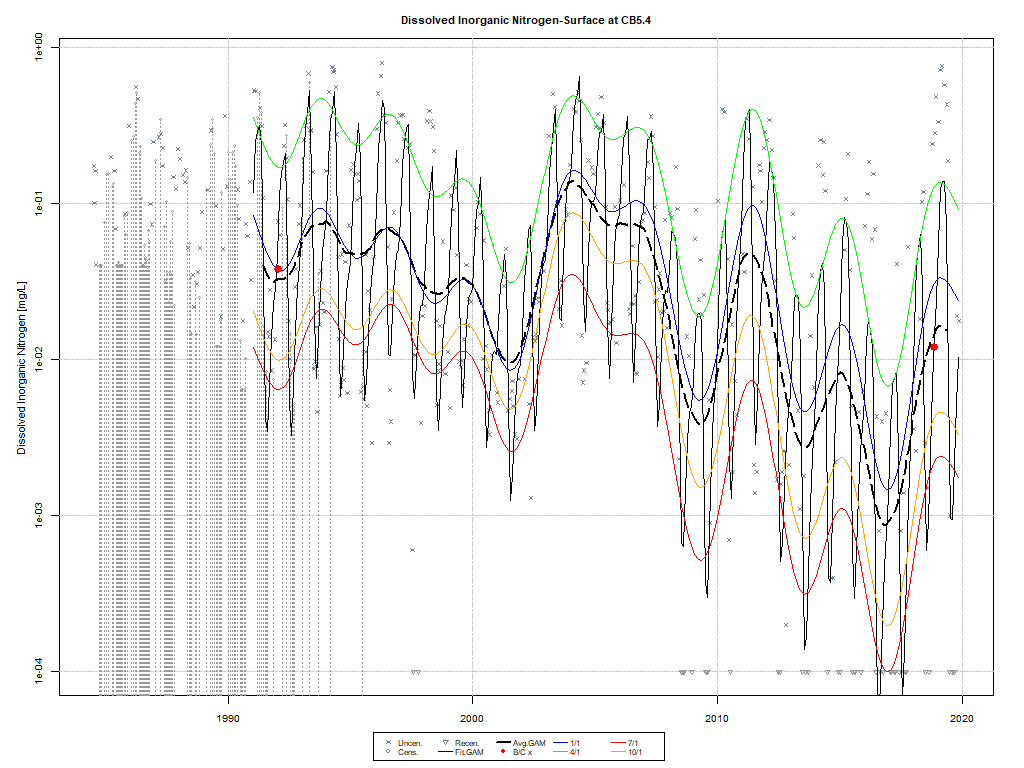 Dissolved Inorganic Nitrogen-Surface at CB5.4
Dissolved Inorganic Nitrogen [mg/L]
1e+00
1e-01
1e-02
1e-03
1e-04
1990 2000 2010 2020
Uncen. Recen. Avg.GAM 1/1 7/1
Cens. Fit.GAM B/C x 4/1 10/1